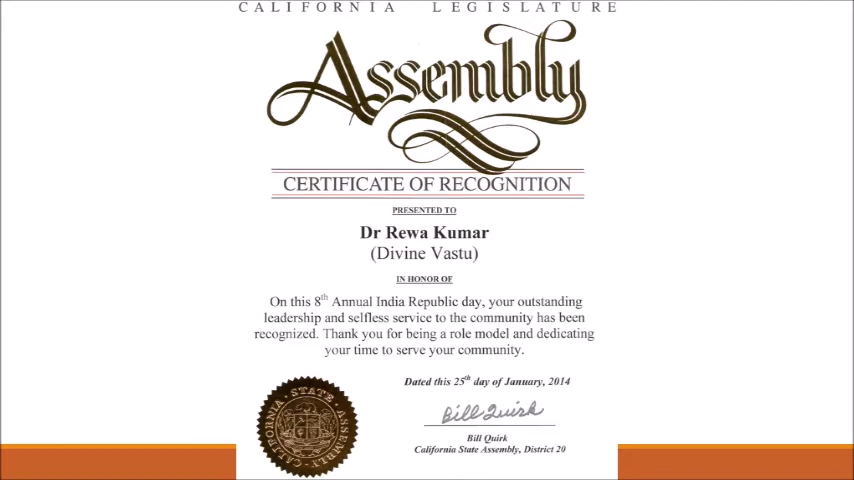 CALIFORNIA LEGISLATURE
Assembly
CERTIFICATE OF RECOGNITION
PRESENTED TO
Dr Rewa Kumar
(Divine Vastu)
IN HONOR OF
On this 8th Annual India Republic day, your outstanding
leadership and selfless service to the community has been
recognized. Thank you for being a role model and dedicating
your time to serve your community.
Dated this 25th day of January, 2014
Bill Quirk
Bill Quirk
California State Assembly, District 20
CALIFORNIA STATE ASSEMBLY